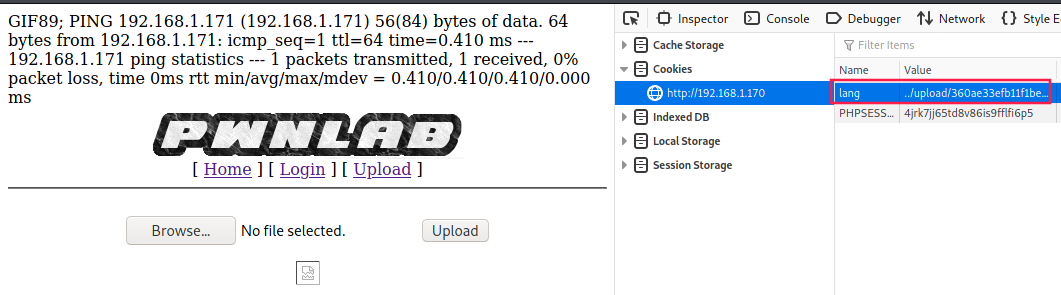 GIF89; PING 192.168.1.171 (192.168.1.171) 56(84) bytes of data. 64
bytes from 192.168.1.171: icmp_seq=1 ttl=64 time=0.410 ms ---
192.168.1.171 ping statistics --- 1 packets transmitted, 1 received, 0%
packet loss, time 0ms rtt min/avg/max/mdev = 0.410/0.410/0.410/0.000
ms
PWNLAB
[ Home ] [ Login ] [ Upload ]
Browse... No file selected. Upload
Inspector Console Debugger Network {} Style E
Cache Storage
Cookies
http://192.168.1.170
Indexed DB
Local Storage
Session Storage
Filter Items
Name Value
lang ../upload/360ae33efb11f1be...
PHPSESS... 4jrk7jj65td8v86is9fflfi6p5